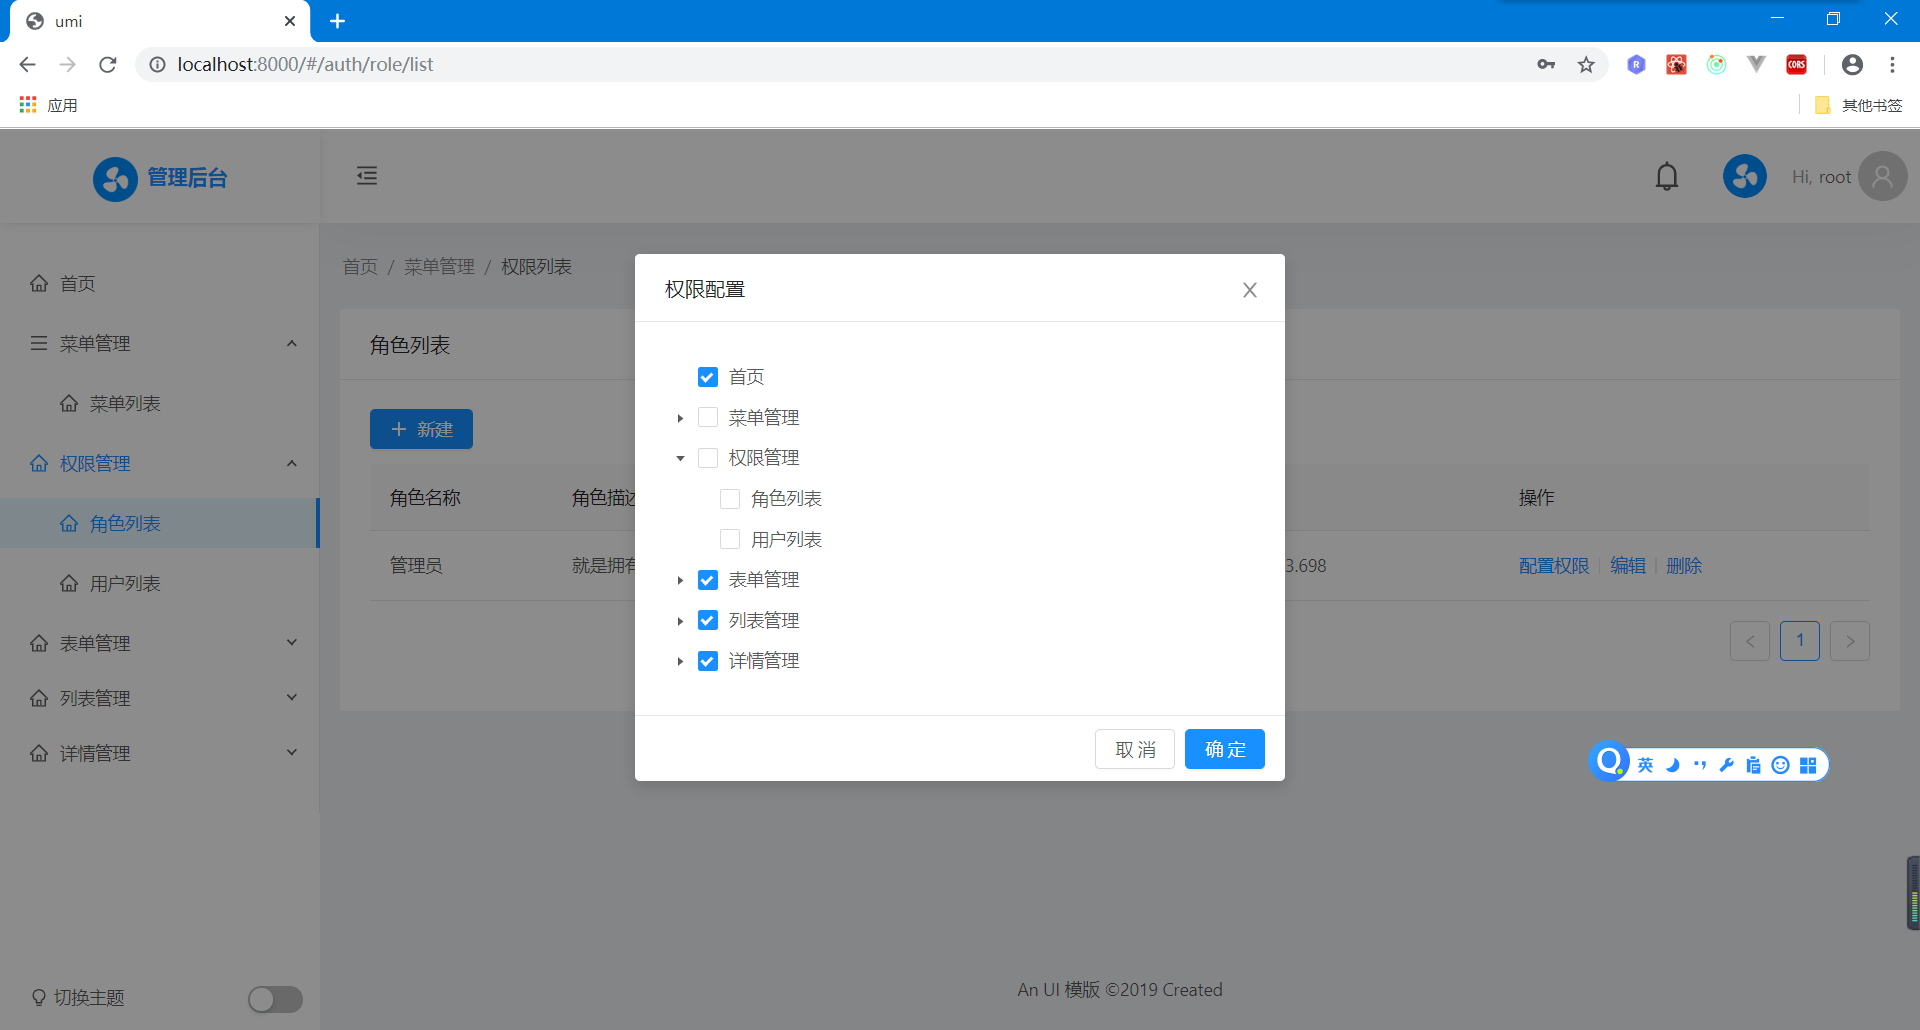 umi
localhost:8000/#/auth/role/list
CORS
应用
其他书签
管理后台
Hi, root
首页
菜单管理
菜单列表
权限管理
角色列表
用户列表
表单管理
列表管理
详情管理
切换主题
首页 / 菜单管理 / 权限列表
角色列表
新建
角色名称 角色描述 操作
管理员 就是拥有 3.698 配置权限 编辑 删除
1
权限配置
首页
菜单管理
权限管理
角色列表
用户列表
表单管理
列表管理
详情管理
取 消 确 定
英
An UI 模版 ©2019 Created